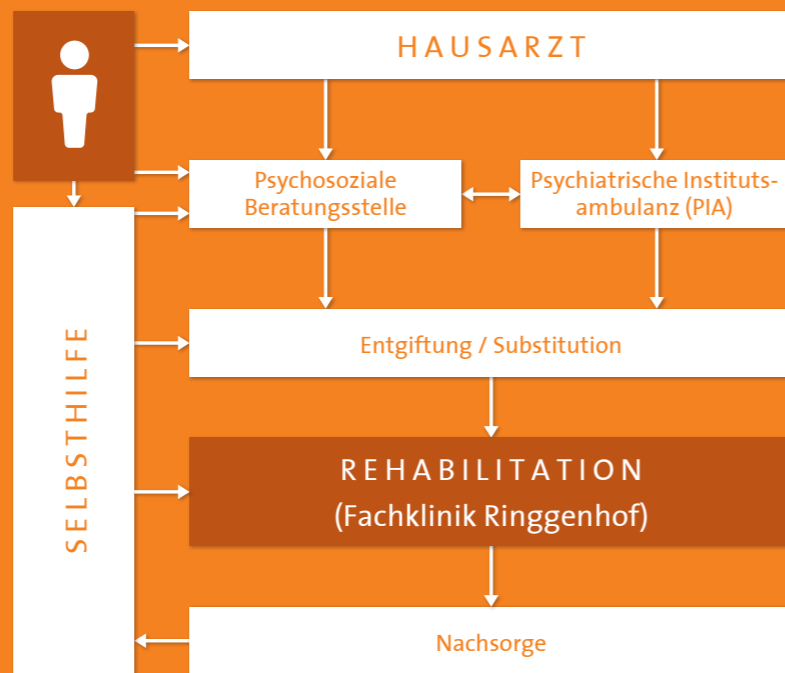 HAUSARZT
Psychosoziale
Beratungsstelle
Psychiatrische Instituts-
ambulanz (PIA)
SELBSTHILFE
Entgiftung / Substitution
REHABILITATION
(Fachklinik Ringgenhof)
Nachsorge